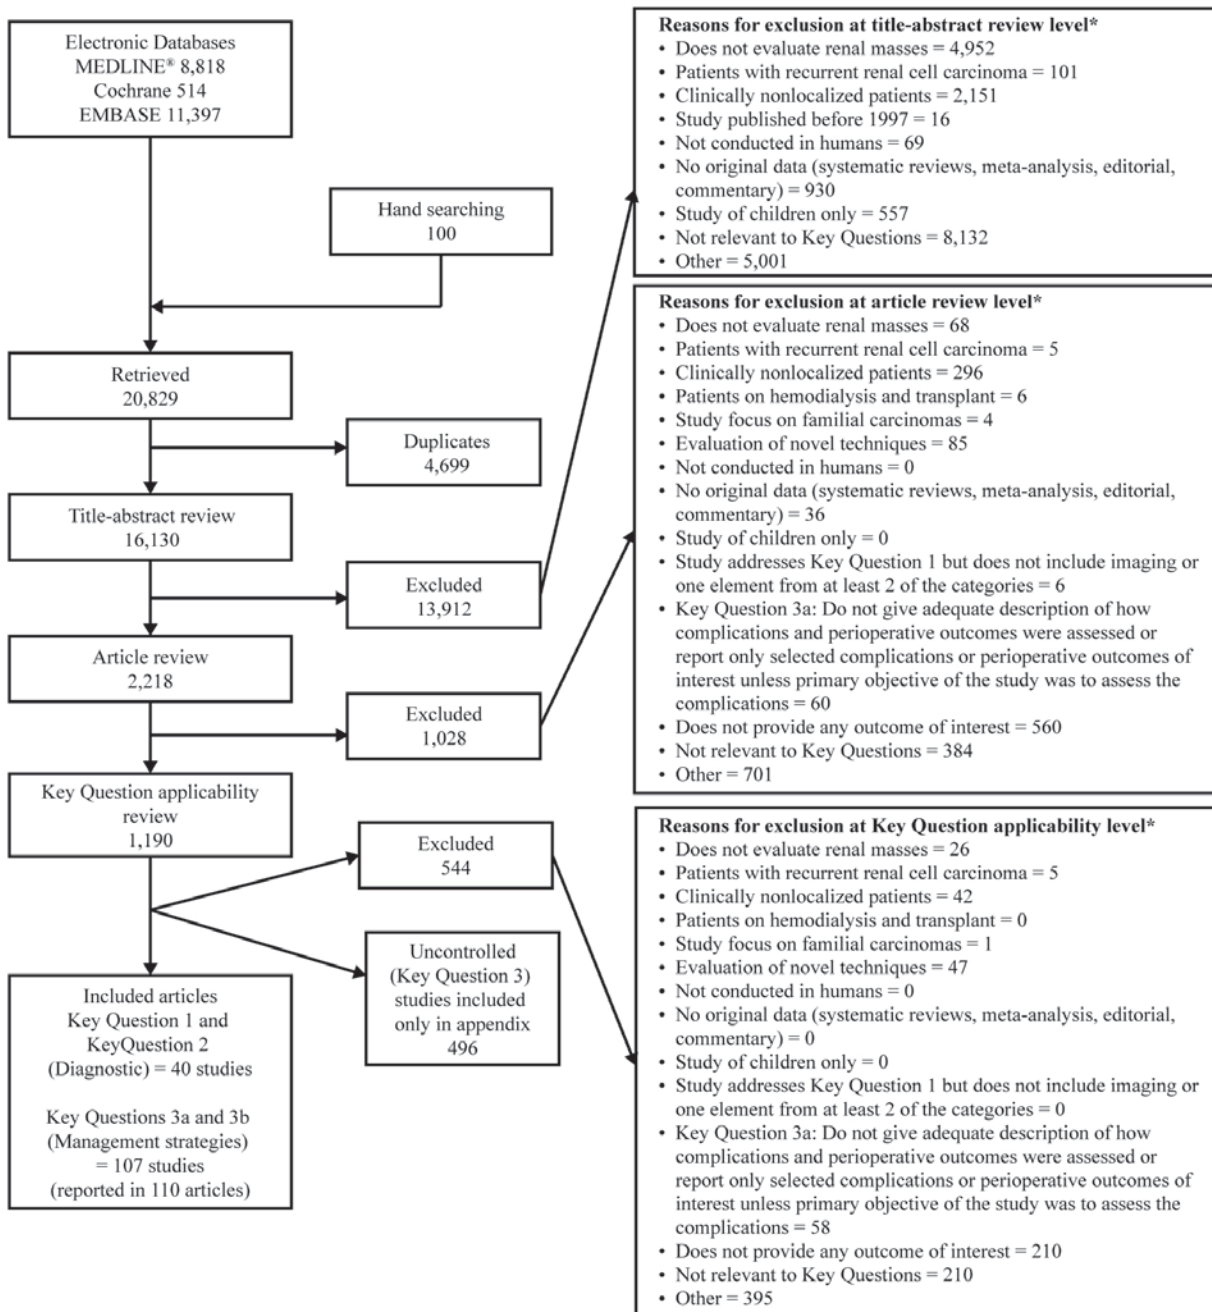 Electronic Databases
MEDLINE® 8,818
Cochrane 514
EMBASE 11,397
Hand searching
100
Retrieved
20,829
Duplicates
4,699
Title-abstract review
16,130
Excluded
13,912
Article review
2,218
Excluded
1,028
Key Question applicability
review
1,190
Excluded
544
Uncontrolled
(Key Question 3)
studies included
only in appendix
496
Included articles
Key Question 1 and
KeyQuestion 2
(Diagnostic) = 40 studies
Key Questions 3a and 3b
(Management strategies)
= 107 studies
(reported in 110 articles)
Reasons for exclusion at title-abstract review level*
• Does not evaluate renal masses = 4,952
• Patients with recurrent renal cell carcinoma = 101
• Clinically nonlocalized patients = 2,151
• Study published before 1997 = 16
• Not conducted in humans = 69
• No original data (systematic reviews, meta-analysis, editorial,
commentary) = 930
• Study of children only = 557
• Not relevant to Key Questions = 8,132
• Other = 5,001
Reasons for exclusion at article review level*
• Does not evaluate renal masses = 68
• Patients with recurrent renal cell carcinoma = 5
• Clinically nonlocalized patients = 296
• Patients on hemodialysis and transplant = 6
• Study focus on familial carcinomas = 4
• Evaluation of novel techniques = 85
• Not conducted in humans = 0
• No original data (systematic reviews, meta-analysis, editorial,
commentary) = 36
• Study of children only = 0
• Study addresses Key Question 1 but does not include imaging or
one element from at least 2 of the categories = 6
• Key Question 3a: Do not give adequate description of how
complications and perioperative outcomes were assessed or
report only selected complications or perioperative outcomes of
interest unless primary objective of the study was to assess the
complications = 60
• Does not provide any outcome of interest = 560
• Not relevant to Key Questions = 384
• Other = 701
Reasons for exclusion at Key Question applicability level*
• Does not evaluate renal masses = 26
• Patients with recurrent renal cell carcinoma = 5
• Clinically nonlocalized patients = 42
• Patients on hemodialysis and transplant = 0
• Study focus on familial carcinomas = 1
• Evaluation of novel techniques = 47
• Not conducted in humans = 0
• No original data (systematic reviews, meta-analysis, editorial,
commentary) = 0
• Study of children only = 0
• Study addresses Key Question 1 but does not include imaging or
one element from at least 2 of the categories = 0
• Key Question 3a: Do not give adequate description of how
complications and perioperative outcomes were assessed or
report only selected complications or perioperative outcomes of
interest unless primary objective of the study was to assess the
complications = 58
• Does not provide any outcome of interest = 210
• Not relevant to Key Questions = 210
• Other = 395